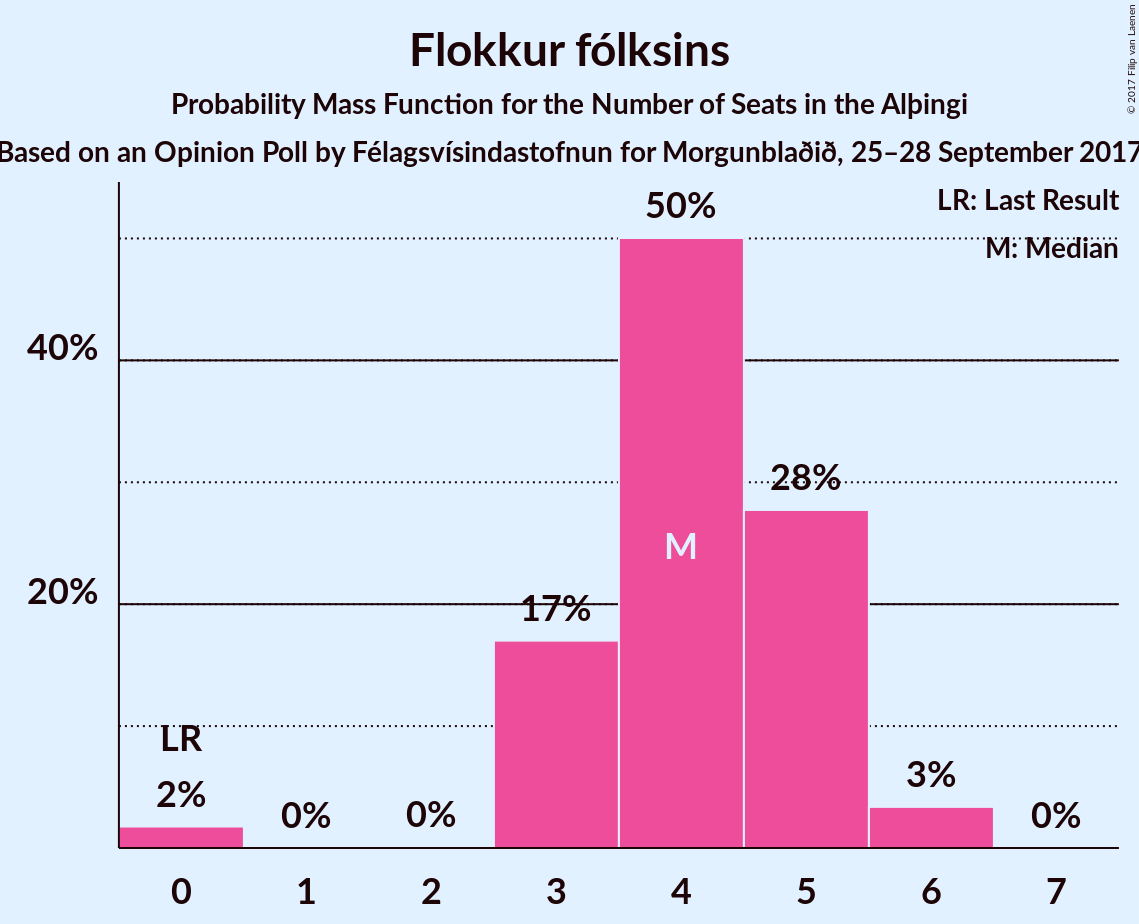 Flokkur fólksins
Probability Mass Function for the Number of Seats in the Alþingi
Based on an Opinion Poll by Félagsvísindastofnun for Morgunblaðið, 25–28 September 2017
© 2017 Filip van Laenen
LR: Last Result
M: Median
50%
40%
28%
M
20%
17%
LR
2%
0%
0%
3%
0%
0 1 2 3 4 5 6 7